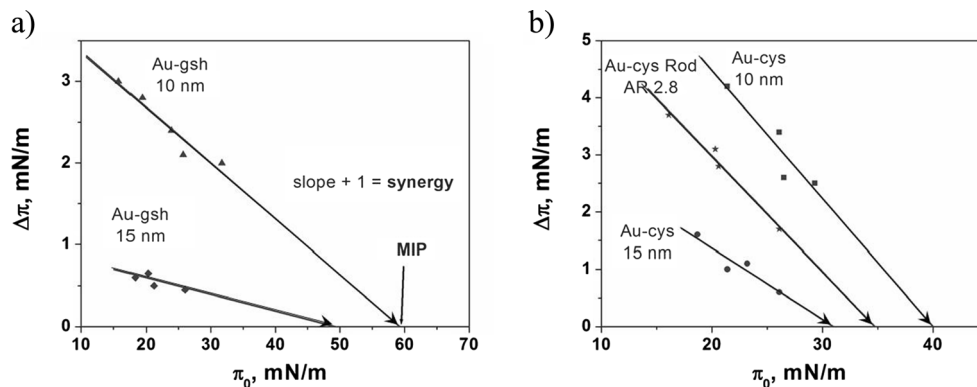 a)
3
2
1
0
Δπ, mN/m
Au-gsh
10 nm
slope + 1 = synergy
Au-gsh
15 nm
MIP
10 20 30 40 50 60 70
π0, mN/m
b)
5
4
3
2
1
0
Δπ, mN/m
Au-cys Rod
AR 2.8
Au-cys
10 nm
Au-cys
15 nm
10 20 30 40
π0, mN/m